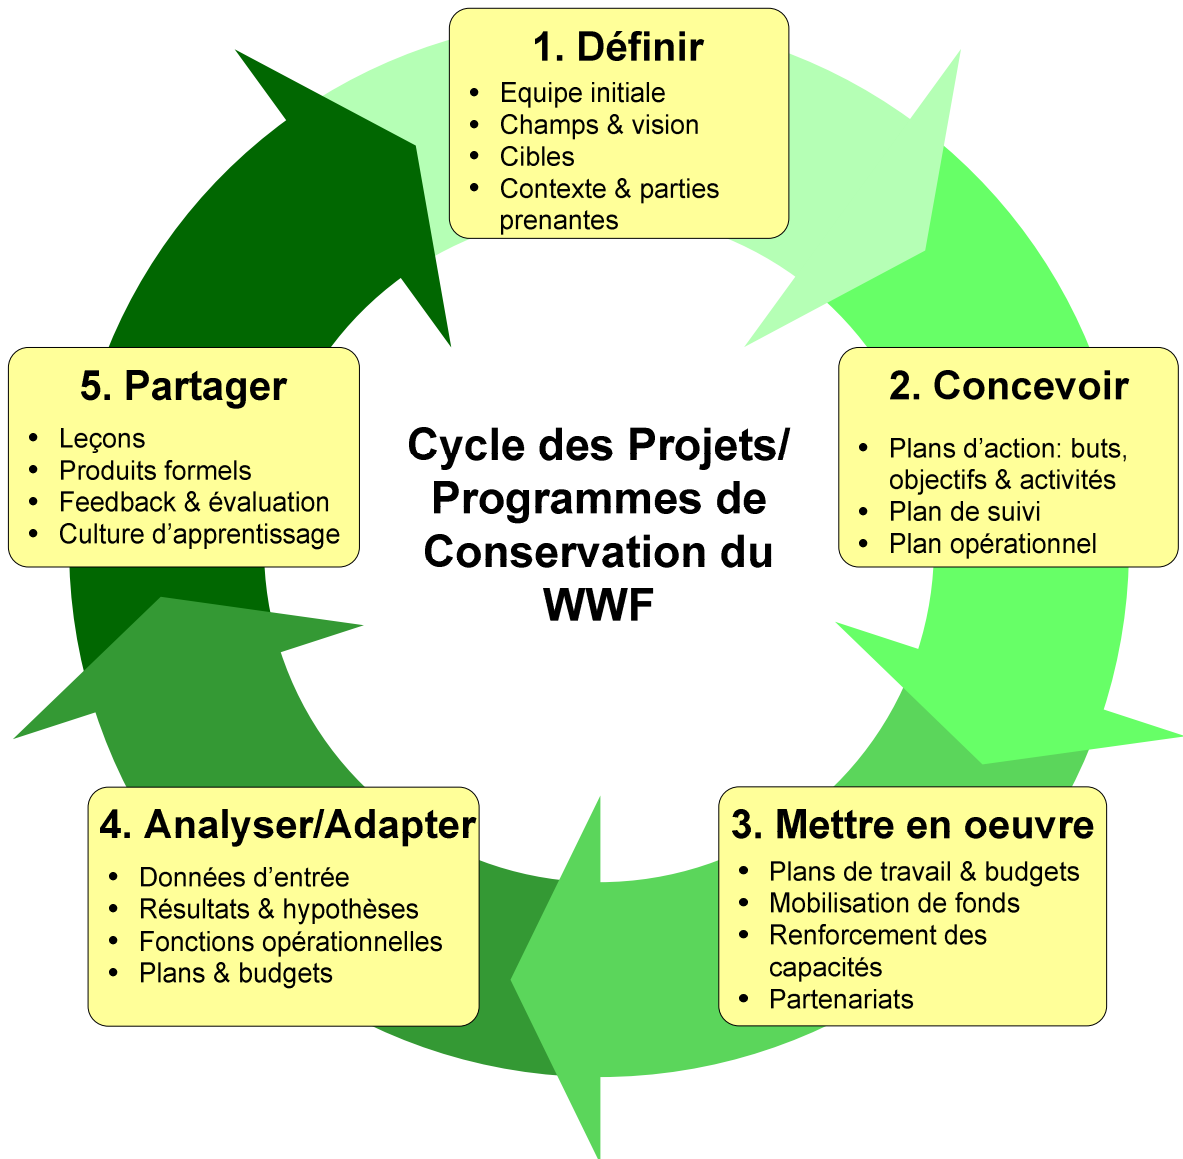 1. Définir
• Equipe initiale
• Champs & vision
• Cibles
• Contexte & parties
prenantes
2. Concevoir
• Plans d’action: buts,
objectifs & activités
• Plan de suivi
• Plan opérationnel
3. Mettre en oeuvre
• Plans de travail & budgets
• Mobilisation de fonds
• Renforcement des
capacités
• Partenariats
4. Analyser/Adapter
• Données d’entrée
• Résultats & hypothèses
• Fonctions opérationnelles
• Plans & budgets
5. Partager
• Leçons
• Produits formels
• Feedback & évaluation
• Culture d’apprentissage
Cycle des Projets/
Programmes de
Conservation du
WWF